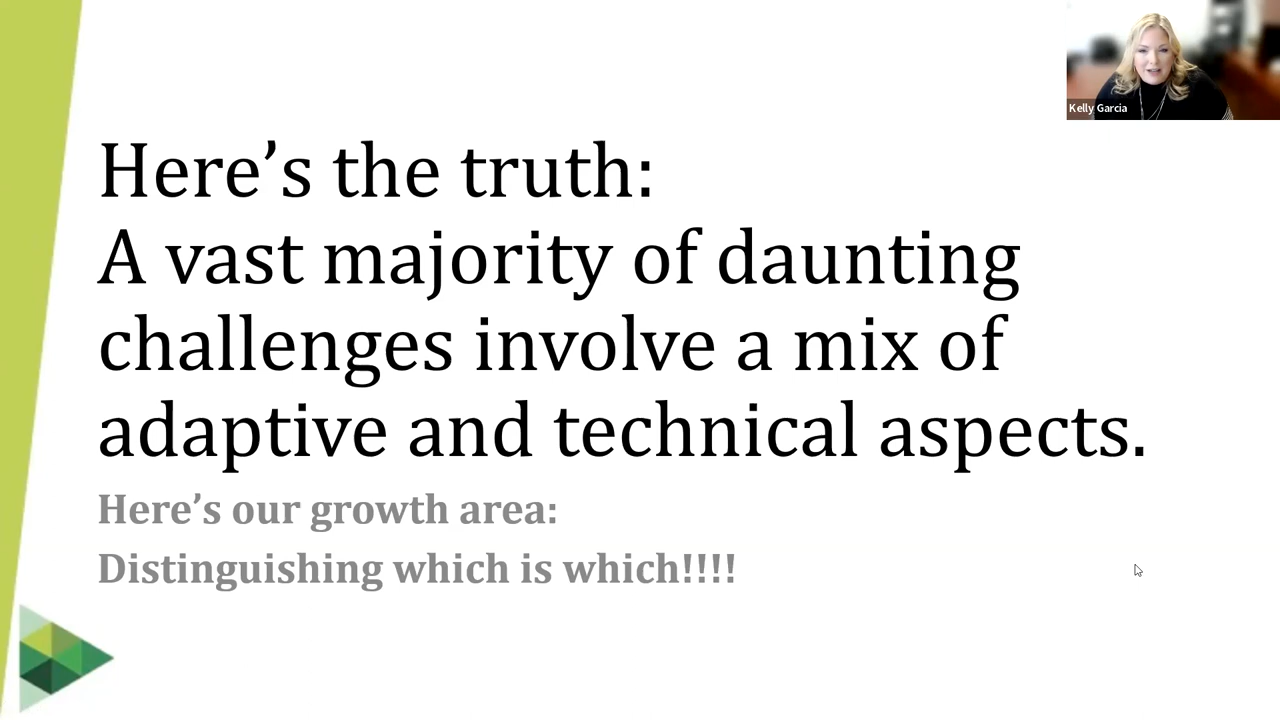 Kelly Garcia
Here’s the truth:
A vast majority of daunting
challenges involve a mix of
adaptive and technical aspects.
Here’s our growth area:
Distinguishing which is which!!!!